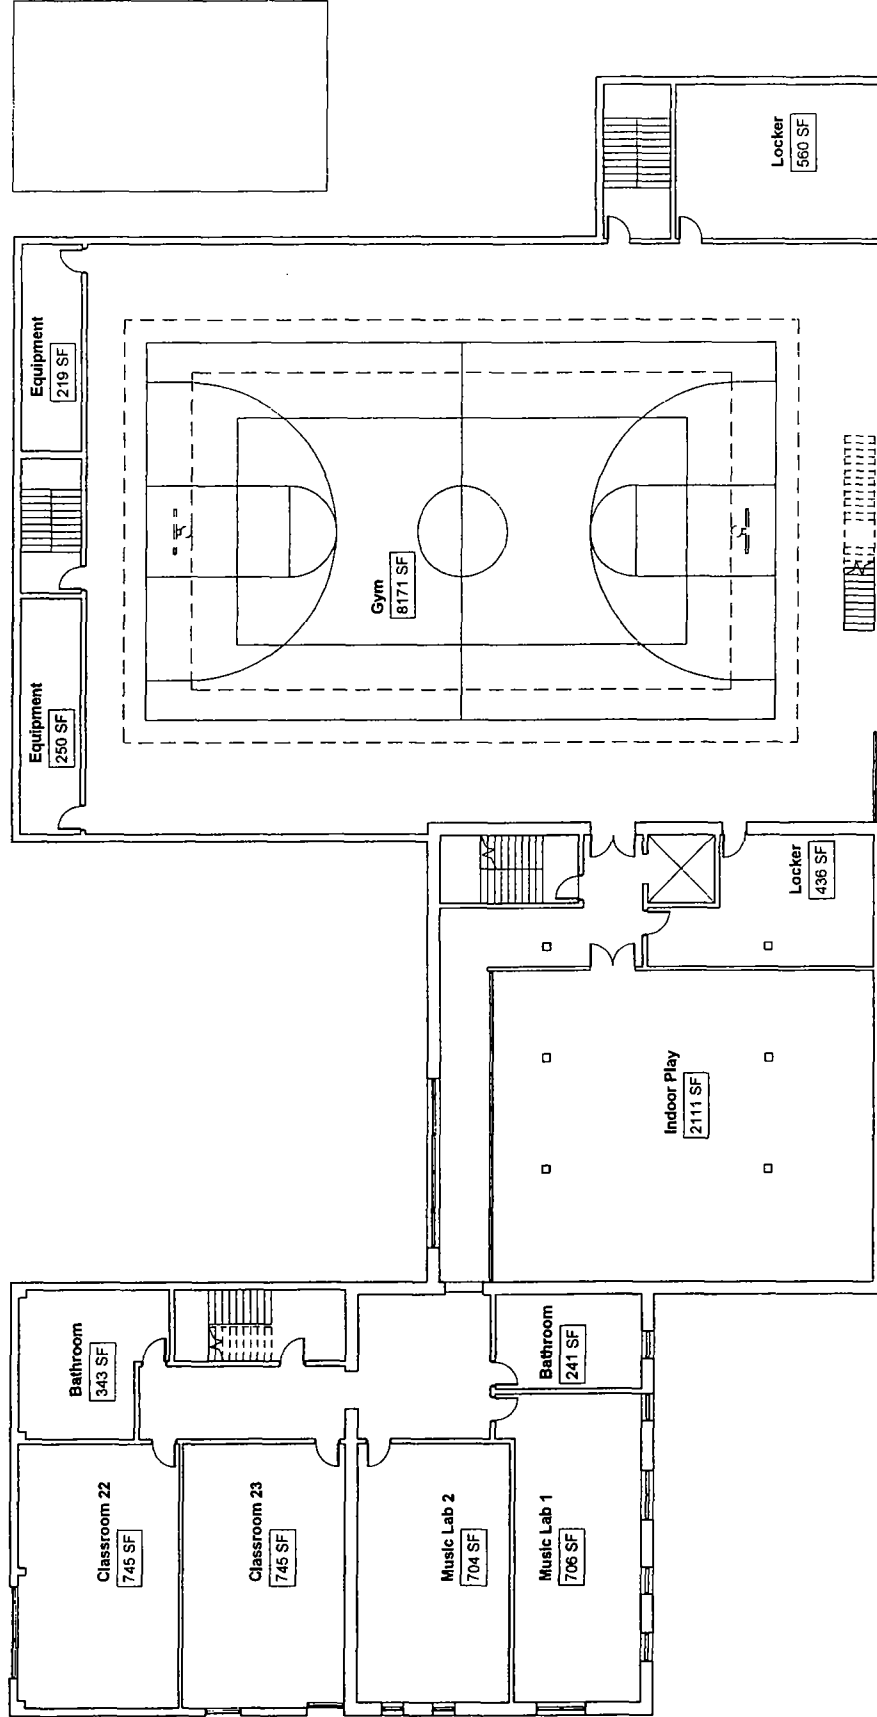 Equipment
219 SF
Equipment
250 SF
Locker
560 SF
Gym
8171 SF
Locker
436 SF
Indoor Play
2111 SF
Bathroom
343 SF
Bathroom
241 SF
Classroom 22
745 SF
Classroom 23
745 SF
Music Lab 2
704 SF
Music Lab 1
706 SF